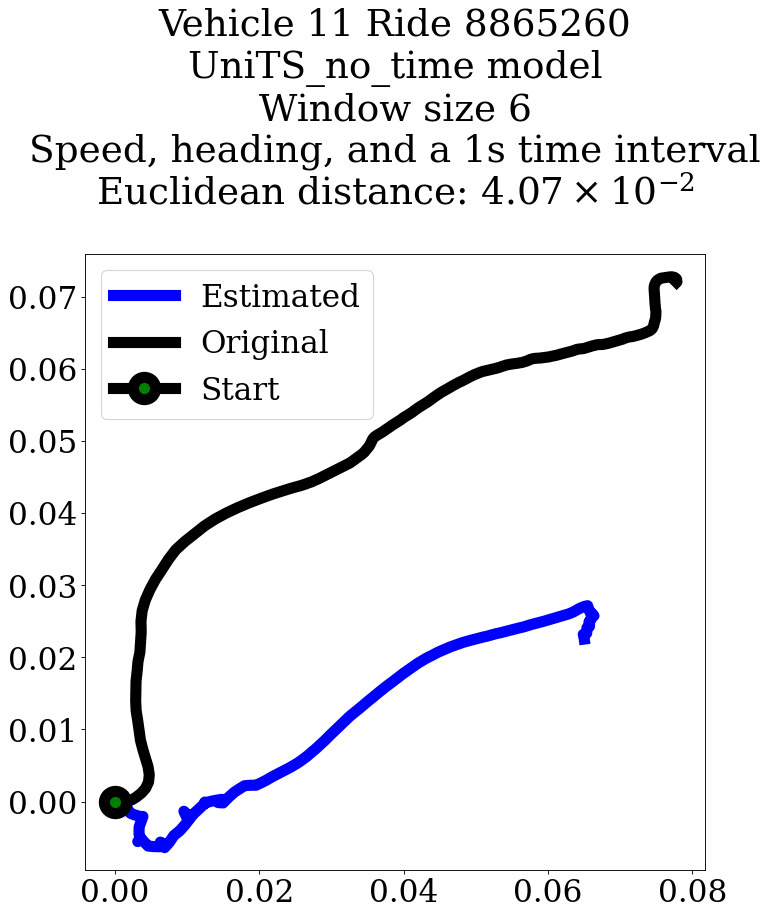 Vehicle 11 Ride 8865260
UniTS_no_time model
Window size 6
Speed, heading, and a 1s time interval
Euclidean distance: 4.07 × 10⁻²
Estimated
Original
Start
0.07
0.06
0.05
0.04
0.03
0.02
0.01
0.00
0.00 0.02 0.04 0.06 0.08